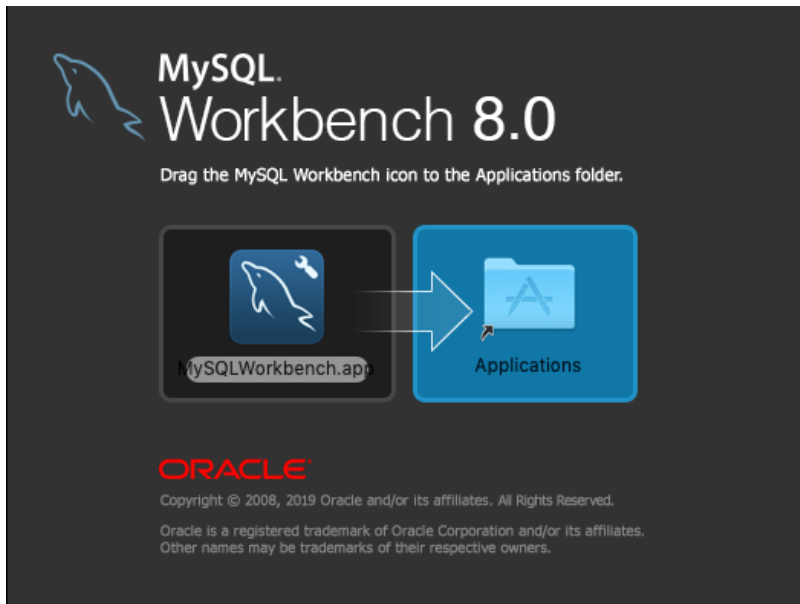 MySQL.
Workbench 8.0
Drag the MySQL Workbench icon to the Applications folder.
MySQLWorkbench.app
Applications
ORACLE
Copyright © 2008, 2019 Oracle and/or its affiliates. All Rights Reserved.
Oracle is a registered trademark of Oracle Corporation and/or its affiliates.
Other names may be trademarks of their respective owners.